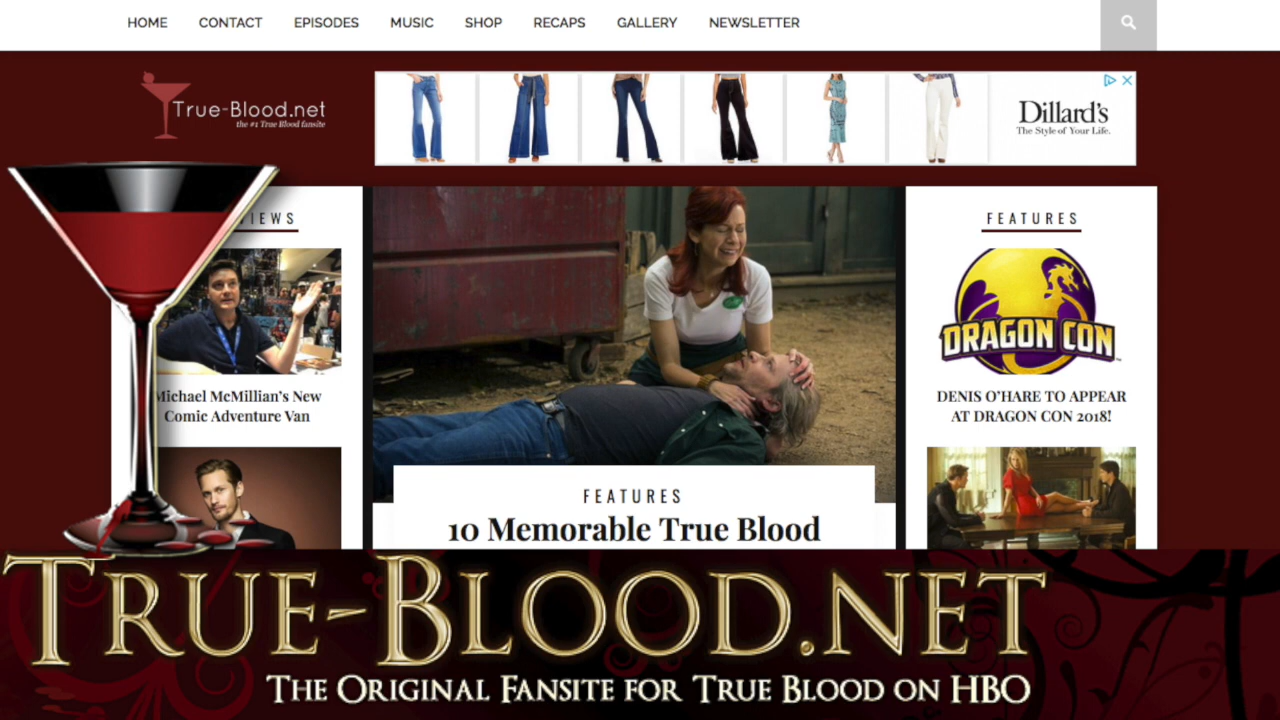 HOME CONTACT EPISODES MUSIC SHOP RECAPS GALLERY NEWSLETTER
True-Blood.net
the #1 True Blood fansite
Dillard's
The Style of Your Life.
IEWS
Michael McMillian's New
Comic Adventure Van
FEATURES
10 Memorable True Blood
FEATURES
DRAGON CON
DENIS O'HARE TO APPEAR
AT DRAGON CON 2018!
TRUE-BLOOD.NET
THE ORIGINAL FANSITE FOR TRUE BLOOD ON HBO